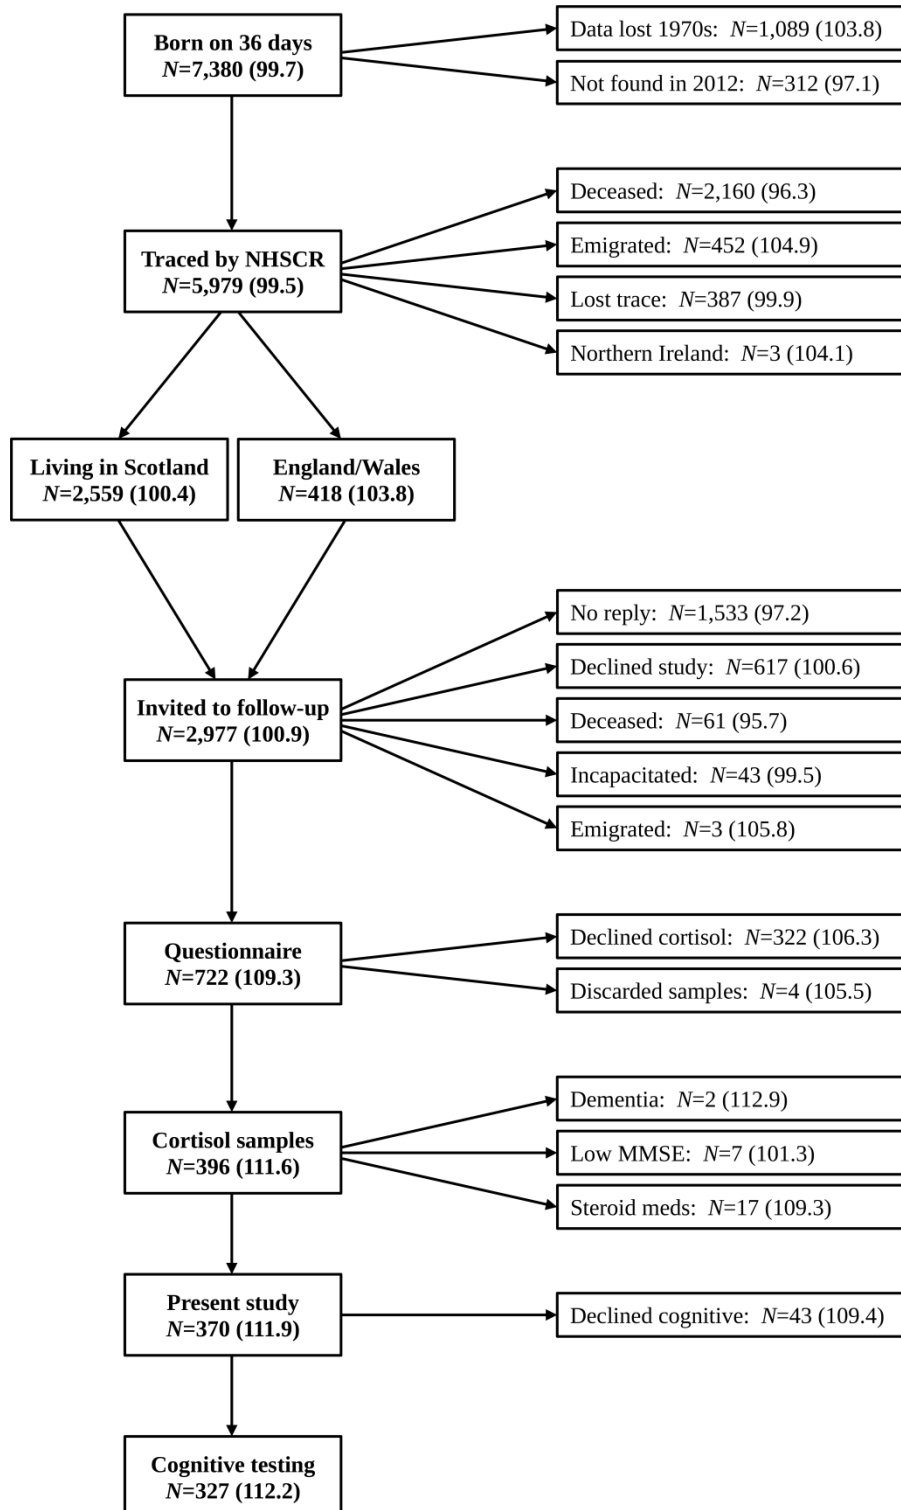 Born on 36 days
N=7,380 (99.7)
Data lost 1970s: N=1,089 (103.8)
Not found in 2012: N=312 (97.1)
Traced by NHSCR
N=5,979 (99.5)
Deceased: N=2,160 (96.3)
Emigrated: N=452 (104.9)
Lost trace: N=387 (99.9)
Northern Ireland: N=3 (104.1)
Living in Scotland
N=2,559 (100.4)
England/Wales
N=418 (103.8)
Invited to follow-up
N=2,977 (100.9)
No reply: N=1,533 (97.2)
Declined study: N=617 (100.6)
Deceased: N=61 (95.7)
Incapacitated: N=43 (99.5)
Emigrated: N=3 (105.8)
Questionnaire
N=722 (109.3)
Declined cortisol: N=322 (106.3)
Discarded samples: N=4 (105.5)
Cortisol samples
N=396 (111.6)
Dementia: N=2 (112.9)
Low MMSE: N=7 (101.3)
Steroid meds: N=17 (109.3)
Present study
N=370 (111.9)
Declined cognitive: N=43 (109.4)
Cognitive testing
N=327 (112.2)